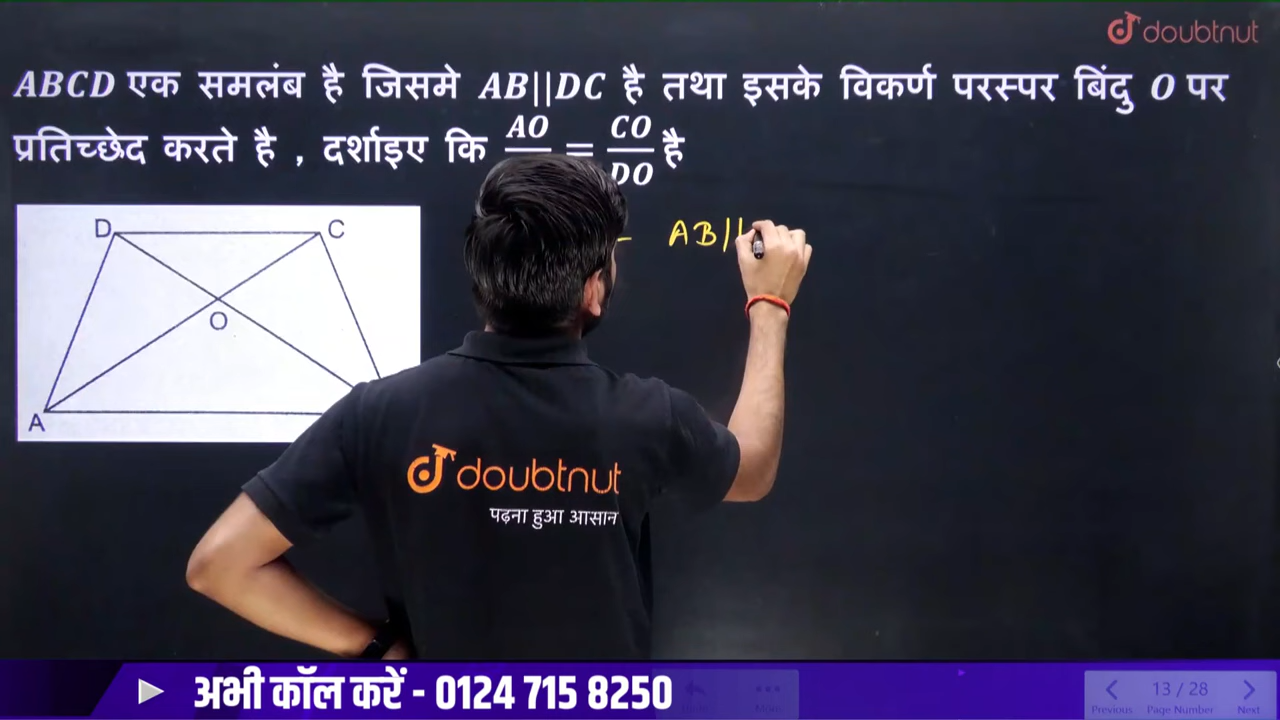 doubtnut
ABCD एक समलंब है जिसमे AB||DC है तथा इसके विकर्ण परस्पर बिंदु O पर
प्रतिच्छेद करते है , दर्शाइए कि AO = CO/DO है
AB||
D C
O
A
doubtnut
पढ़ना हुआ आसान
अभी कॉल करें - 0124 715 8250
13 / 28
Previous Page Number Next